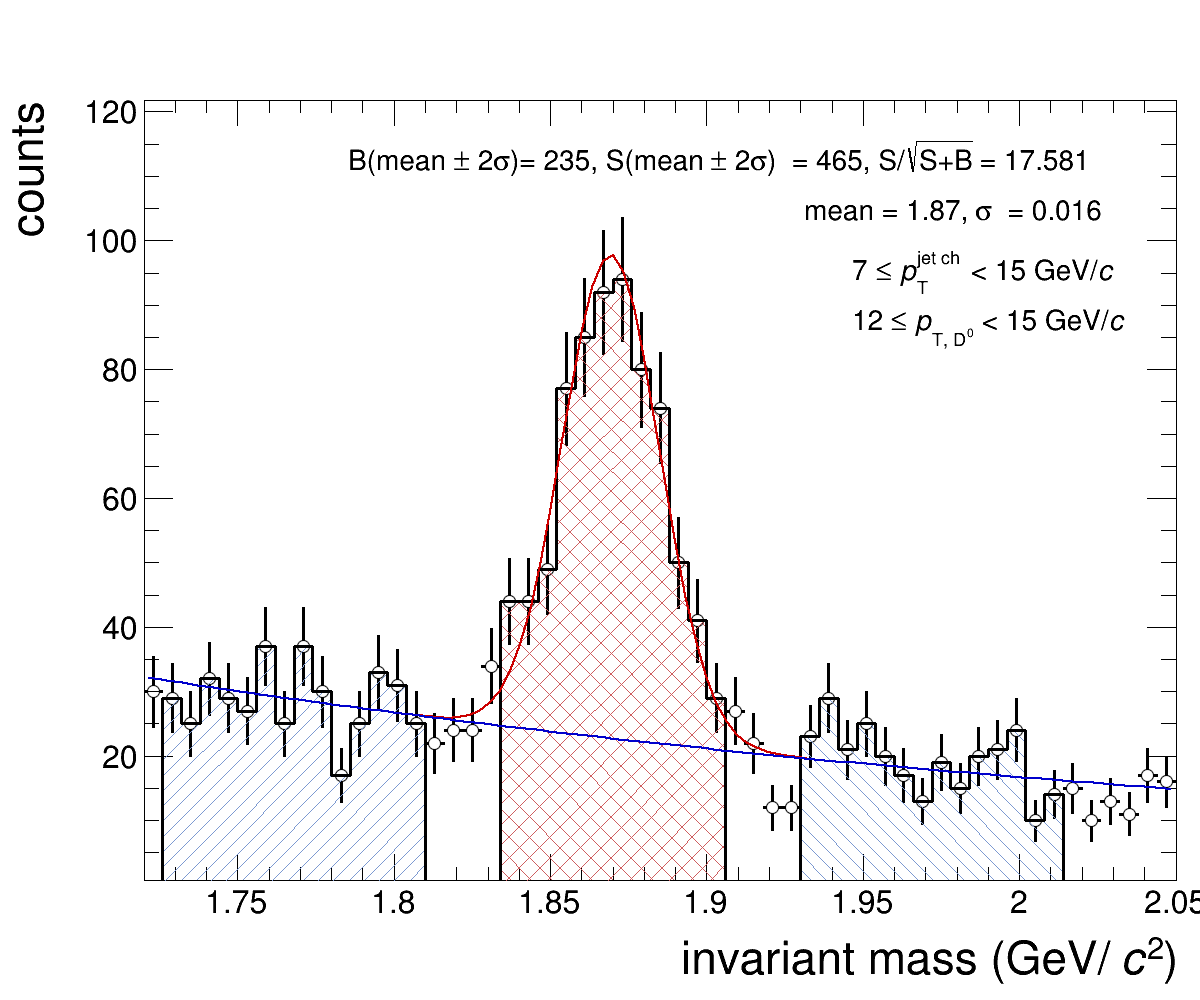 counts
120
100
80
60
40
20
B(mean ± 2σ)= 235, S(mean ± 2σ) = 465, S/√S+B = 17.581
mean = 1.87, σ = 0.016
7 ≤ p_T^jet ch < 15 GeV/c
12 ≤ p_T, D⁰ < 15 GeV/c
1.75 1.8 1.85 1.9 1.95 2 2.05
invariant mass (GeV/ c²)